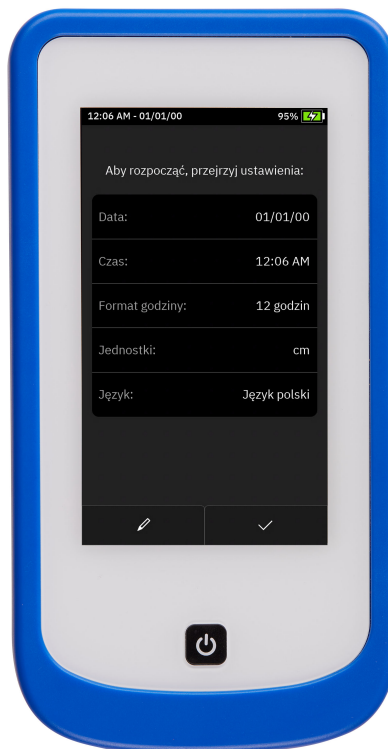 12:06 AM - 01/01/00 95%
Aby rozpocząć, przejrzyj ustawienia:
Data: 01/01/00
Czas: 12:06 AM
Format godziny: 12 godzin
Jednostki: cm
Język: Język polski